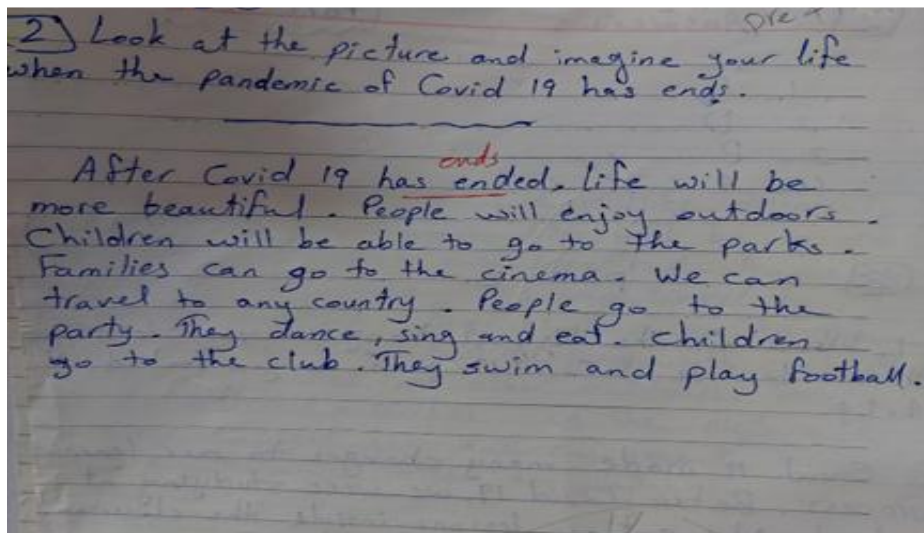 pre
2) Look at the picture and imagine your life
when the pandemic of Covid 19 has ends.
ends
After Covid 19 has ended. life will be
more beautiful. People will enjoy outdoors.
Children will be able to go to the parks.
Families can go to the cinema. We can
travel to any country. People go to the
party. They dance, sing and eat. children
go to the club. They swim and play football.